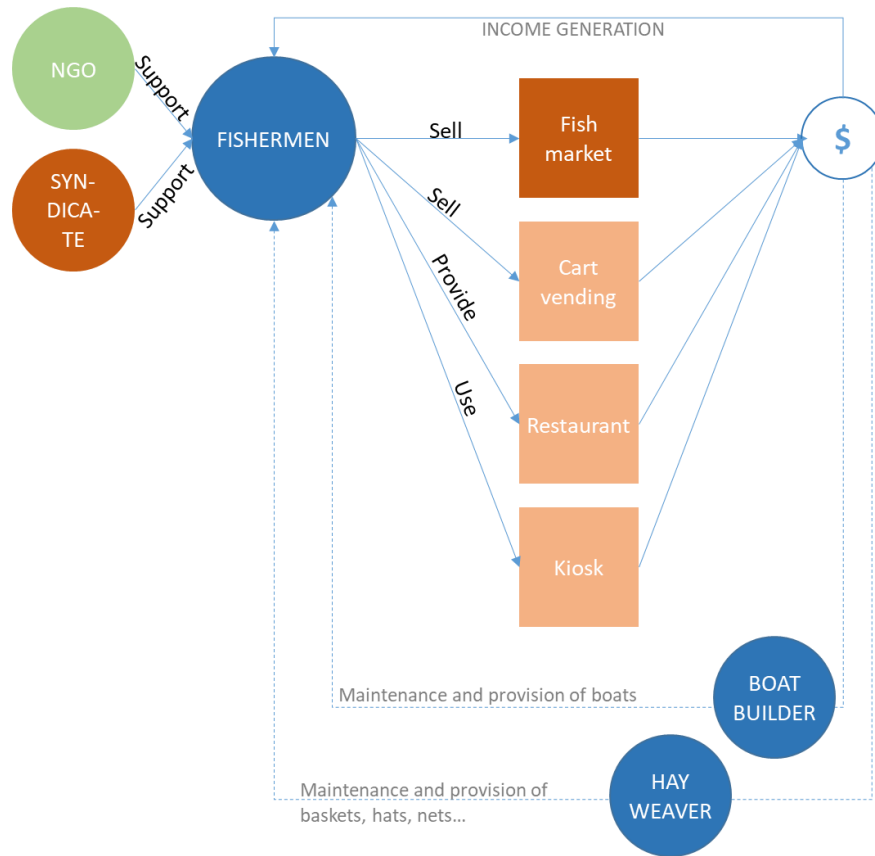 INCOME GENERATION
NGO
Support
FISHERMEN
Sell
Fish
market
$
SYN-
DICA-
TE
Support
Sell
Cart
vending
Provide
Restaurant
Use
Kiosk
Maintenance and provision of boats
BOAT
BUILDER
Maintenance and provision of
baskets, hats, nets...
HAY
WEAVER